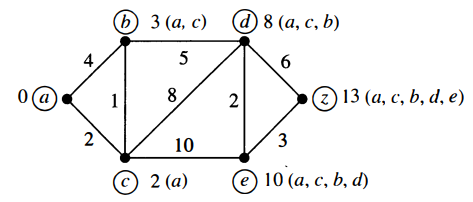 b 3 (a, c) d 8 (a, c, b)
4 5 6
0 a 1 8 2 z 13 (a, c, b, d, e)
2 10 3
c 2 (a) e 10 (a, c, b, d)